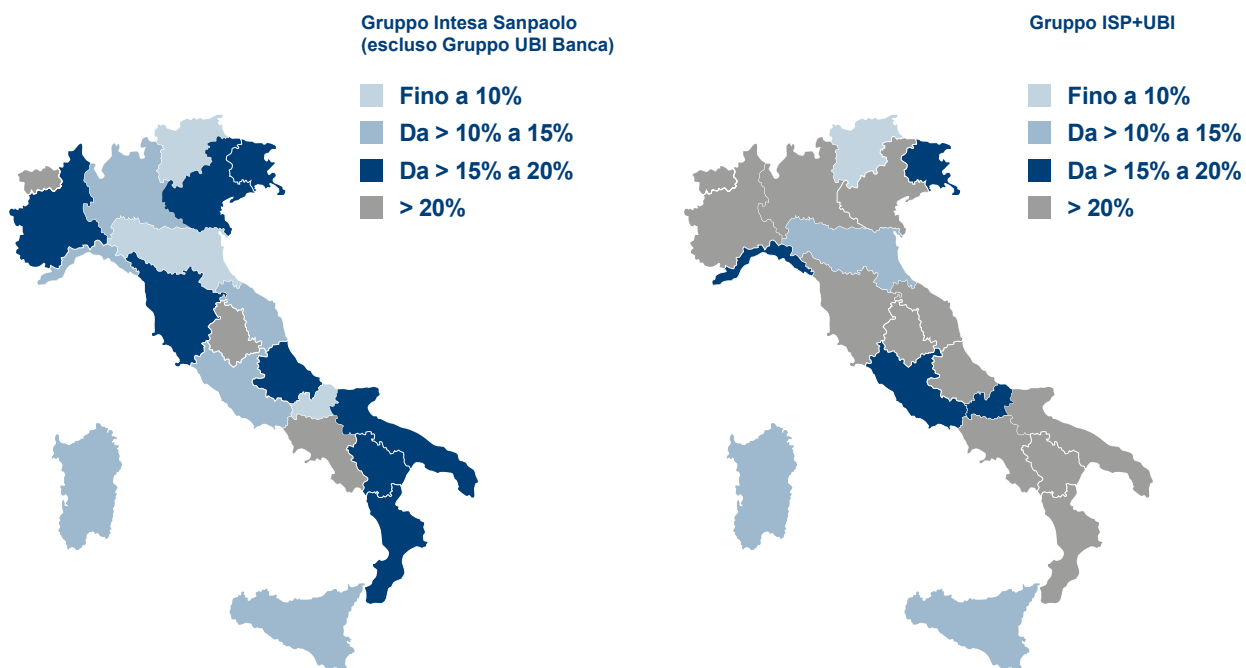 Gruppo Intesa Sanpaolo
(escluso Gruppo UBI Banca)
Fino a 10%
Da > 10% a 15%
Da > 15% a 20%
> 20%
Gruppo ISP+UBI
Fino a 10%
Da > 10% a 15%
Da > 15% a 20%
> 20%